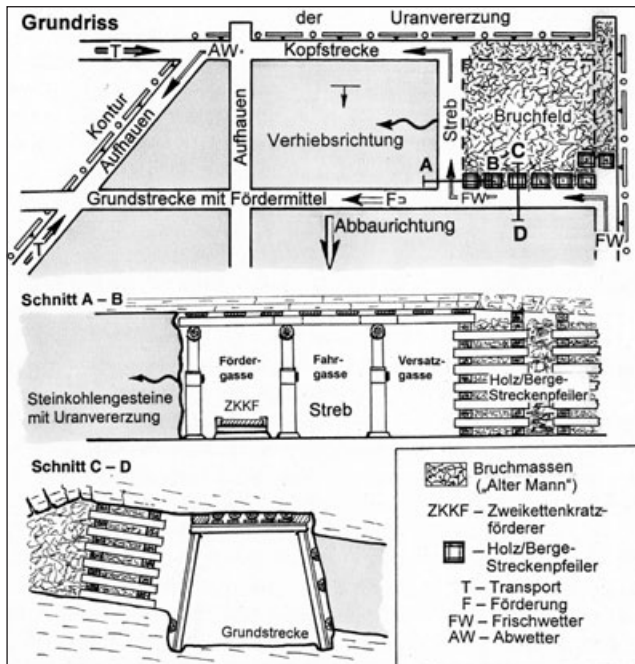 Grundriss
der Uranvererzung
T
AW
Kopfstrecke
Kontur
Aufhauen
Aufhauen
Verhiebsrichtung
Streb
Bruchfeld
A
B
C
Grundstrecke mit Fördermittel
F
FW
D
FW
Abbaurichtung
Schnitt A – B
Förder-
gasse
Fahr-
gasse
Versatz-
gasse
Steinkohlengesteine
mit Uranvererzung
ZKKF
Streb
Holz/Berge-
Streckenpfeiler
Schnitt C – D
Grundstrecke
Bruchmassen
(„Alter Mann")
ZKKF – Zweikettenkratz-
förderer
– Holz/Berge-
Streckenpfeiler
T – Transport
F – Förderung
FW – Frischwetter
AW – Abwetter